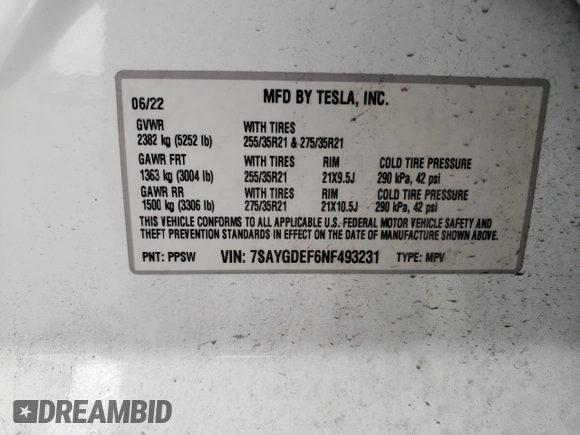 06/22 MFD BY TESLA, INC.
GVWR WITH TIRES
2382 kg (5252 lb) 255/35R21 & 275/35R21
GAWR FRT WITH TIRES RIM COLD TIRE PRESSURE
1363 kg (3004 lb) 255/35R21 21X9.5J 290 kPa, 42 psi
GAWR RR WITH TIRES RIM COLD TIRE PRESSURE
1500 kg (3306 lb) 275/35R21 21X10.5J 290 kPa, 42 psi
THIS VEHICLE CONFORMS TO ALL APPLICABLE U.S. FEDERAL MOTOR VEHICLE SAFETY AND
THEFT PREVENTION STANDARDS IN EFFECT ON THE DATE OF MANUFACTURE SHOWN ABOVE.
PNT: PPSW VIN: 7SAYGDEF6NF493231 TYPE: MPV
DREAMBID